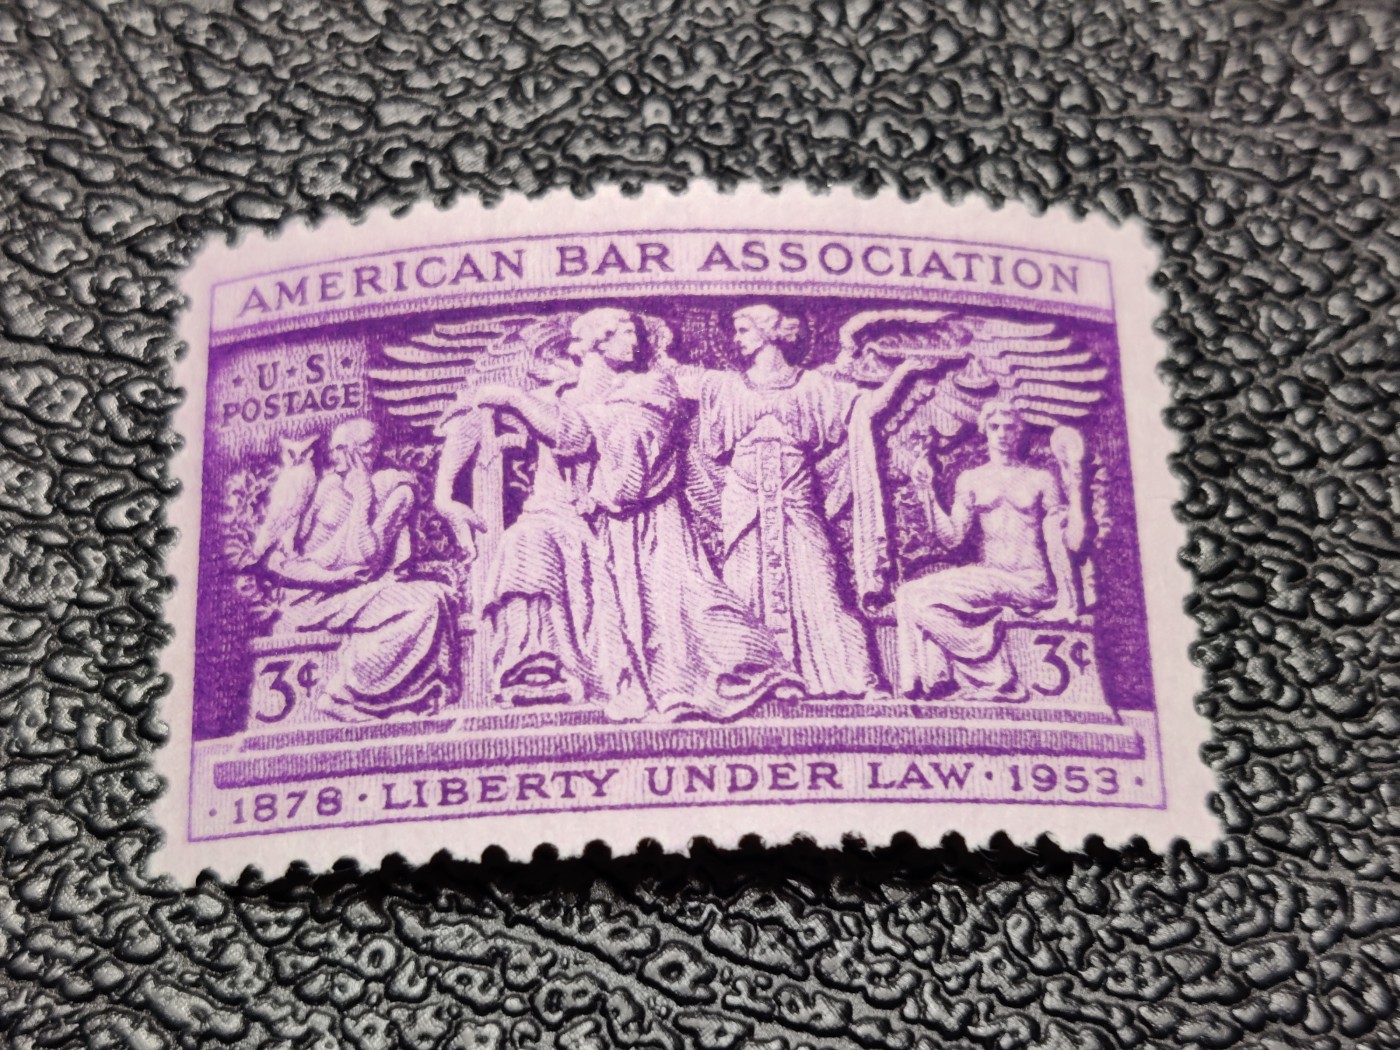 AMERICAN BAR ASSOCIATION
· U · S ·
POSTAGE
3¢
3¢
· 1878 · LIBERTY UNDER LAW · 1953 ·